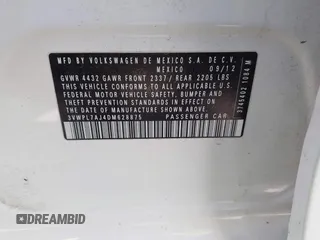 MFD BY VOLKSWAGEN DE MEXICO S.A. DE C.V.
MEXICO 09/12
GVWR 4432 GAWR FRONT 2337/ REAR 2205 LBS
THIS VEHICLE CONFORMS TO ALL APPLICABLE
FEDERAL MOTOR VEHICLE SAFETY, BUMPER AND
THEFT PREVENTION STANDARDS IN EFFECT ON
THE DATE OF MANUFACTURE SHOWN ABOVE
3VWPL7AJ4DM628875 PASSENGER CAR
3745402 1084 M
DREAMBID